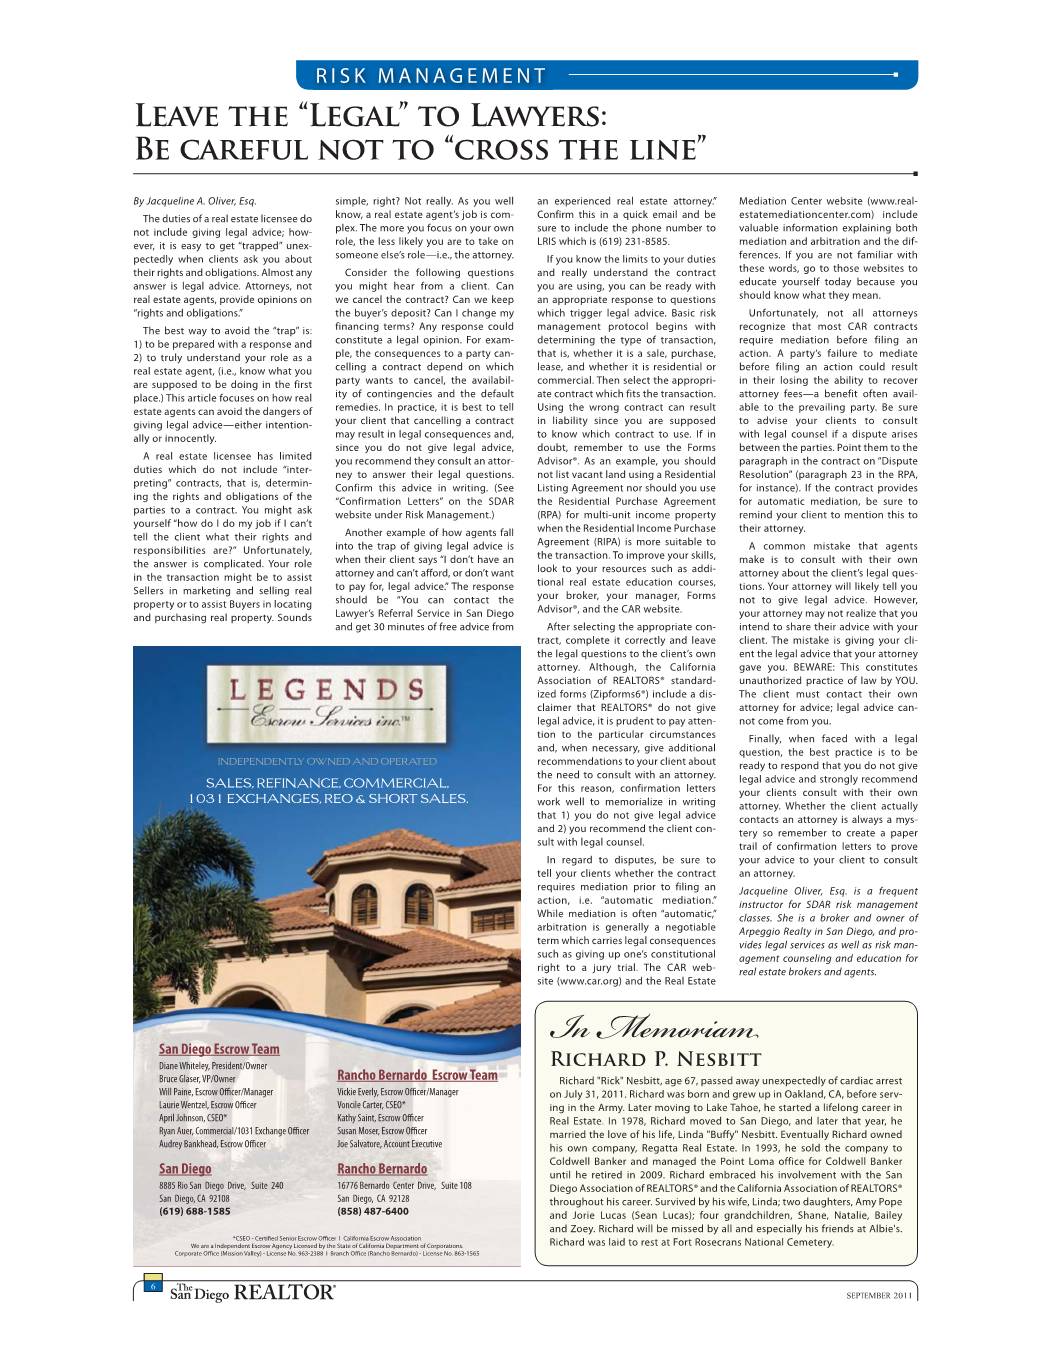 RISK MANAGEMENT
LEAVE THE “LEGAL” TO LAWYERS:
BE CAREFUL NOT TO “CROSS THE LINE”
By Jacqueline A. Oliver, Esq.
The duties of a real estate licensee do
not include giving legal advice; how-
ever, it is easy to get “trapped” unex-
pectedly when clients ask you about
their rights and obligations. Almost any
answer is legal advice. Attorneys, not
real estate agents, provide opinions on
“rights and obligations.”
The best way to avoid the “trap” is:
1) to be prepared with a response and
2) to truly understand your role as a
real estate agent, (i.e., know what you
are supposed to be doing in the first
place.) This article focuses on how real
estate agents can avoid the dangers of
giving legal advice—either intention-
ally or innocently.
A real estate licensee has limited
duties which do not include “inter-
preting” contracts, that is, determin-
ing the rights and obligations of the
parties to a contract. You might ask
yourself “how do I do my job if I can’t
tell the client what their rights and
responsibilities are?” Unfortunately,
the answer is complicated. Your role
in the transaction might be to assist
Sellers in marketing and selling real
property or to assist Buyers in locating
and purchasing real property. Sounds
simple, right? Not really. As you well
know, a real estate agent’s job is com-
plex. The more you focus on your own
role, the less likely you are to take on
someone else’s role—i.e., the attorney.
Consider the following questions
you might hear from a client. Can
we cancel the contract? Can we keep
the buyer’s deposit? Can I change my
financing terms? Any response could
constitute a legal opinion. For exam-
ple, the consequences to a party can-
celling a contract depend on which
party wants to cancel, the availabil-
ity of contingencies and the default
remedies. In practice, it is best to tell
your client that cancelling a contract
may result in legal consequences and,
since you do not give legal advice,
you recommend they consult an attor-
ney to answer their legal questions.
Confirm this advice in writing. (See
“Confirmation Letters” on the SDAR
website under Risk Management.)
Another example of how agents fall
into the trap of giving legal advice is
when their client says “I don’t have an
attorney and can’t afford, or don’t want
to pay for, legal advice.” The response
should be “You can contact the
Lawyer’s Referral Service in San Diego
and get 30 minutes of free advice from
an experienced real estate attorney.”
Confirm this in a quick email and be
sure to include the phone number to
LRIS which is (619) 231-8585.
If you know the limits to your duties
and really understand the contract
you are using, you can be ready with
an appropriate response to questions
which trigger legal advice. Basic risk
management protocol begins with
determining the type of transaction,
that is, whether it is a sale, purchase,
lease, and whether it is residential or
commercial. Then select the appropri-
ate contract which fits the transaction.
Using the wrong contract can result
in liability since you are supposed
to know which contract to use. If in
doubt, remember to use the Forms
Advisor®. As an example, you should
not list vacant land using a Residential
Listing Agreement nor should you use
the Residential Purchase Agreement
(RPA) for multi-unit income property
when the Residential Income Purchase
Agreement (RIPA) is more suitable to
the transaction. To improve your skills,
look to your resources such as addi-
tional real estate education courses,
your broker, your manager, Forms
Advisor®, and the CAR website.
After selecting the appropriate con-
tract, complete it correctly and leave
the legal questions to the client’s own
attorney. Although, the California
Association of REALTORS® standard-
ized forms (Zipforms6®) include a dis-
claimer that REALTORS® do not give
legal advice, it is prudent to pay atten-
tion to the particular circumstances
and, when necessary, give additional
recommendations to your client about
the need to consult with an attorney.
For this reason, confirmation letters
work well to memorialize in writing
that 1) you do not give legal advice
and 2) you recommend the client con-
sult with legal counsel.
In regard to disputes, be sure to
tell your clients whether the contract
requires mediation prior to filing an
action, i.e. “automatic mediation.”
While mediation is often “automatic,”
arbitration is generally a negotiable
term which carries legal consequences
such as giving up one’s constitutional
right to a jury trial. The CAR web-
site (www.car.org) and the Real Estate
Mediation Center website (www.real-
estatemediationcenter.com) include
valuable information explaining both
mediation and arbitration and the dif-
ferences. If you are not familiar with
these words, go to those websites to
educate yourself today because you
should know what they mean.
Unfortunately, not all attorneys
recognize that most CAR contracts
require mediation before filing an
action. A party’s failure to mediate
before filing an action could result
in their losing the ability to recover
attorney fees—a benefit often avail-
able to the prevailing party. Be sure
to advise your clients to consult
with legal counsel if a dispute arises
between the parties. Point them to the
paragraph in the contract on “Dispute
Resolution” (paragraph 23 in the RPA,
for instance). If the contract provides
for automatic mediation, be sure to
remind your client to mention this to
their attorney.
A common mistake that agents
make is to consult with their own
attorney about the client’s legal ques-
tions. Your attorney will likely tell you
not to give legal advice. However,
your attorney may not realize that you
intend to share their advice with your
client. The mistake is giving your cli-
ent the legal advice that your attorney
gave you. BEWARE: This constitutes
unauthorized practice of law by YOU.
The client must contact their own
attorney for advice; legal advice can-
not come from you.
Finally, when faced with a legal
question, the best practice is to be
ready to respond that you do not give
legal advice and strongly recommend
your clients consult with their own
attorney. Whether the client actually
contacts an attorney is always a mys-
tery so remember to create a paper
trail of confirmation letters to prove
your advice to your client to consult
an attorney.
Jacqueline Oliver, Esq. is a frequent
instructor for SDAR risk management
classes. She is a broker and owner of
Arpeggio Realty in San Diego, and pro-
vides legal services as well as risk man-
agement counseling and education for
real estate brokers and agents.
LEGENDS
Escrow Services inc.™
INDEPENDENTLY OWNED AND OPERATED
SALES, REFINANCE, COMMERCIAL,
1031 EXCHANGES, REO & SHORT SALES.
San Diego Escrow Team
Diane Whiteley, President/Owner
Bruce Glaser, VP/Owner
Will Paine, Escrow Officer/Manager
Laurie Wentzel, Escrow Officer
April Johnson, CSEO*
Ryan Auer, Commercial/1031 Exchange Officer
Audrey Bankhead, Escrow Officer
San Diego
8885 Rio San Diego Drive, Suite 240
San Diego, CA 92108
(619) 688-1585
Rancho Bernardo Escrow Team
Vickie Everly, Escrow Officer/Manager
Voncile Carter, CSEO*
Kathy Saint, Escrow Officer
Susan Moser, Escrow Officer
Joe Salvatore, Account Executive
Rancho Bernardo
16776 Bernardo Center Drive, Suite 108
San Diego, CA 92128
(858) 487-6400
*CSEO - Certified Senior Escrow Officer I California Escrow Association
We are a Independent Escrow Agency Licensed by the State of California Department of Corporations.
Corporate Office (Mission Valley) - License No. 963-2388 I Branch Office (Rancho Bernardo) - License No. 863-1565
In Memoriam
RICHARD P. NESBITT
Richard "Rick" Nesbitt, age 67, passed away unexpectedly of cardiac arrest
on July 31, 2011. Richard was born and grew up in Oakland, CA, before serv-
ing in the Army. Later moving to Lake Tahoe, he started a lifelong career in
Real Estate. In 1978, Richard moved to San Diego, and later that year, he
married the love of his life, Linda "Buffy" Nesbitt. Eventually Richard owned
his own company, Regatta Real Estate. In 1993, he sold the company to
Coldwell Banker and managed the Point Loma office for Coldwell Banker
until he retired in 2009. Richard embraced his involvement with the San
Diego Association of REALTORS® and the California Association of REALTORS®
throughout his career. Survived by his wife, Linda; two daughters, Amy Pope
and Jorie Lucas (Sean Lucas); four grandchildren, Shane, Natalie, Bailey
and Zoey. Richard will be missed by all and especially his friends at Albie's.
Richard was laid to rest at Fort Rosecrans National Cemetery.
6
The San Diego REALTOR®
SEPTEMBER 2011